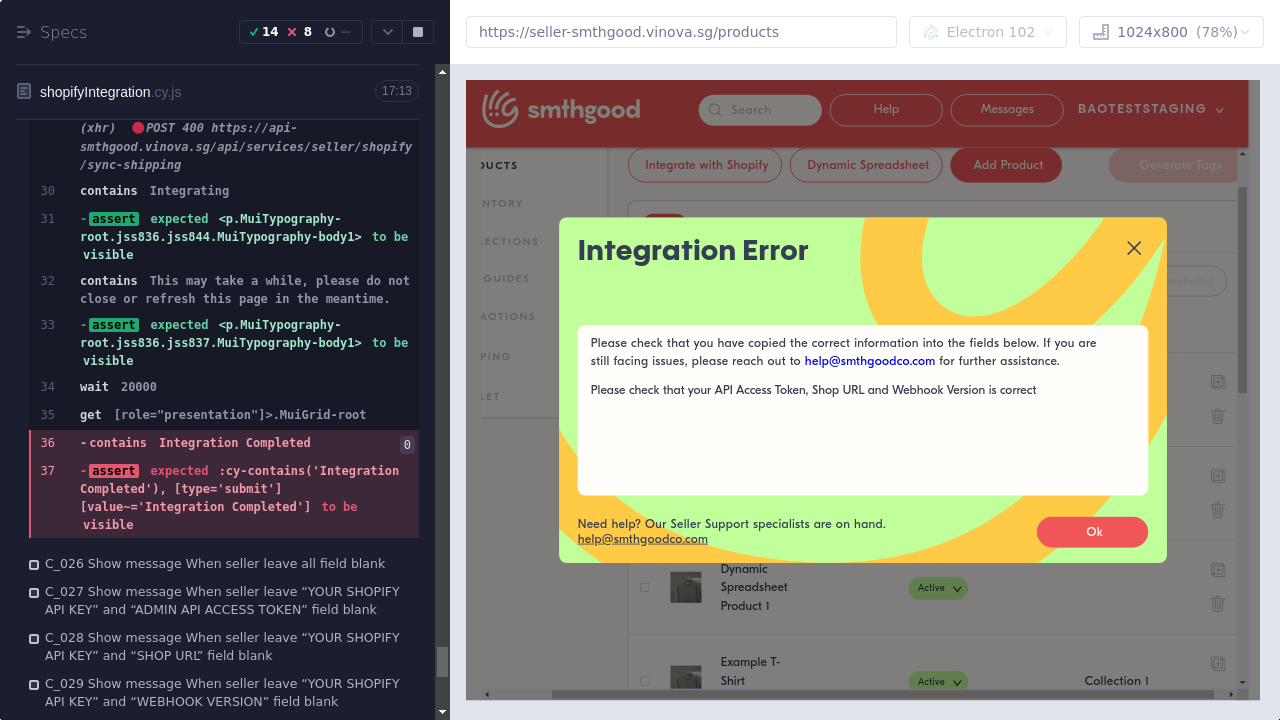 Specs
14
8
--
shopifyIntegration.cy.js
17:13
(xhr) POST 400 https://api-
smthgood.vinova.sg/api/services/seller/shopify
/sync-shipping
30 contains Integrating
31 -assert expected <p.MuiTypography-
root.jss836.jss844.MuiTypography-body1> to be
visible
32 contains This may take a while, please do not
close or refresh this page in the meantime.
33 -assert expected <p.MuiTypography-
root.jss836.jss837.MuiTypography-body1> to be
visible
34 wait 20000
35 get [role="presentation"]>.MuiGrid-root
36 -contains Integration Completed 0
37 -assert expected :cy-contains('Integration
Completed'), [type='submit']
[value~='Integration Completed'] to be
visible
C_026 Show message When seller leave all field blank
C_027 Show message When seller leave “YOUR SHOPIFY
API KEY” and “ADMIN API ACCESS TOKEN” field blank
C_028 Show message When seller leave “YOUR SHOPIFY
API KEY” and “SHOP URL” field blank
C_029 Show message When seller leave “YOUR SHOPIFY
API KEY” and “WEBHOOK VERSION” field blank
https://seller-smthgood.vinova.sg/products
Electron 102
1024x800 (78%)
smthgood
Search
Help
Messages
BAOTESTSTAGING
DUCTS
Integrate with Shopify
Dynamic Spreadsheet
Add Product
Generate Tags
NTORY
LECTIONS
GUIDES
MOTIONS
PING
LET
roduct(s)
Integration Error
Please check that you have copied the correct information into the fields below. If you are
still facing issues, please reach out to help@smthgoodco.com for further assistance.
Please check that your API Access Token, Shop URL and Webhook Version is correct
Need help? Our Seller Support specialists are on hand.
help@smthgoodco.com
Ok
Dynamic
Spreadsheet
Product 1
Active
Example T-
Shirt
Active
Collection 1